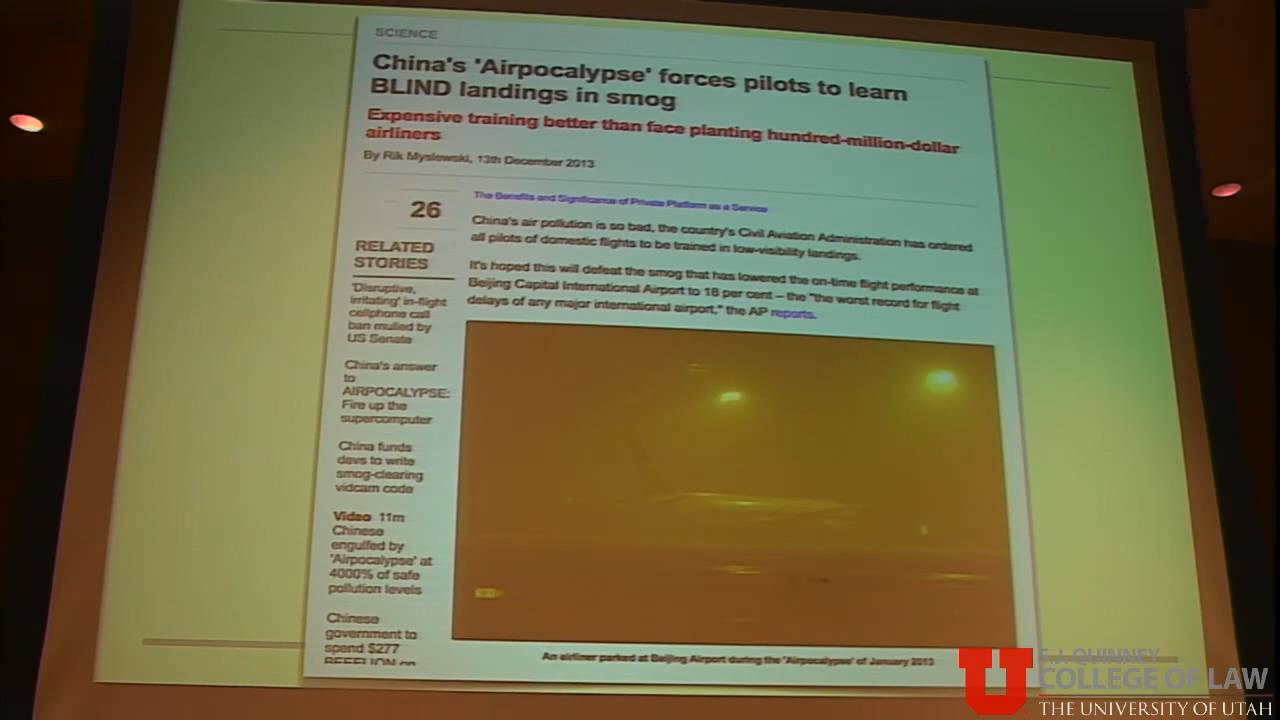 SCIENCE
China's 'Airpocalypse' forces pilots to learn
BLIND landings in smog
Expensive training better than face planting hundred-million-dollar
airliners
By Rik Myslewski, 13th December 2013
26
RELATED
STORIES
'Disruptive,
irritating' in-flight
cellphone call
ban mulled by
US Senate
China's answer
to
AIRPOCALYPSE:
Fire up the
supercomputer
China funds
devs to write
smog-clearing
vidcam code
Video 11m
Chinese
engulfed by
'Airpocalypse' at
4000% of safe
pollution levels
Chinese
government to
spend $277
BEELLION on
The Benefits and Significance of Private Platform as a Service
China's air pollution is so bad, the country's Civil Aviation Administration has ordered
all pilots of domestic flights to be trained in low-visibility landings.
It's hoped this will defeat the smog that has lowered the on-time flight performance at
Beijing Capital International Airport to 18 per cent – the "the worst record for flight
delays of any major international airport," the AP reports.
An airliner parked at Beijing Airport during the 'Airpocalypse' of January 2013
U
S.J. QUINNEY
COLLEGE OF LAW
THE UNIVERSITY OF UTAH